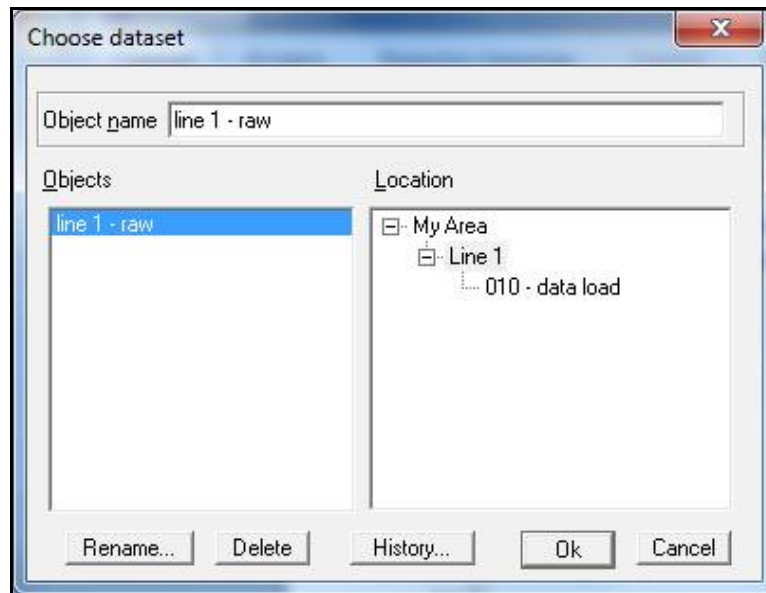 Choose dataset
Object name line 1 - raw
Objects
Location
line 1 - raw
My Area
Line 1
010 - data load
Rename... Delete History... Ok Cancel